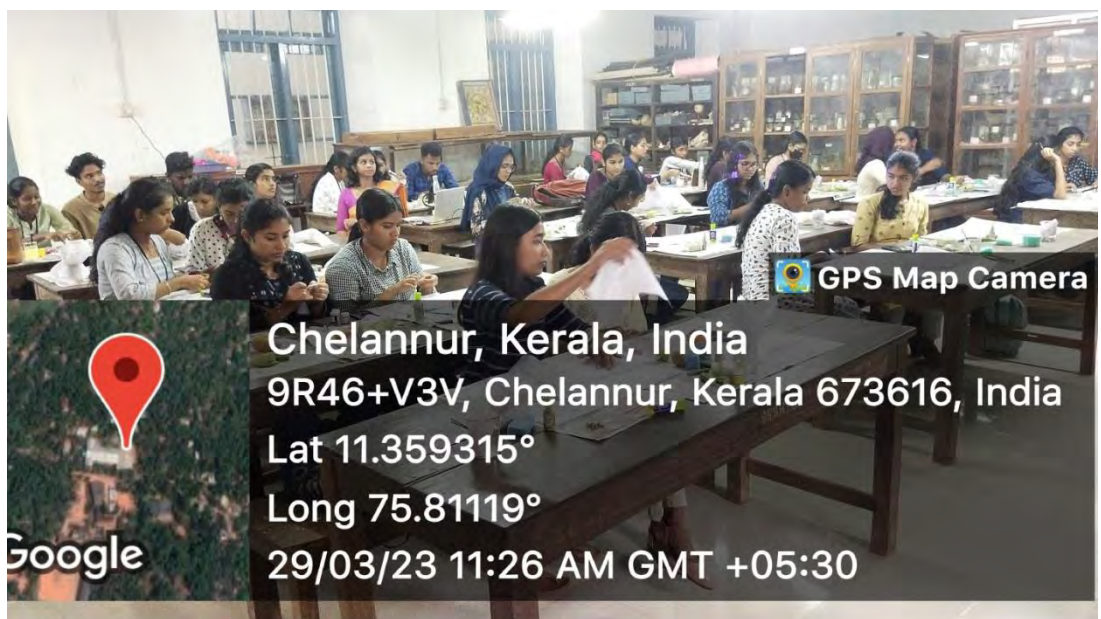 GPS Map Camera
Chelannur, Kerala, India
9R46+V3V, Chelannur, Kerala 673616, India
Lat 11.359315°
Long 75.81119°
29/03/23 11:26 AM GMT +05:30
Google